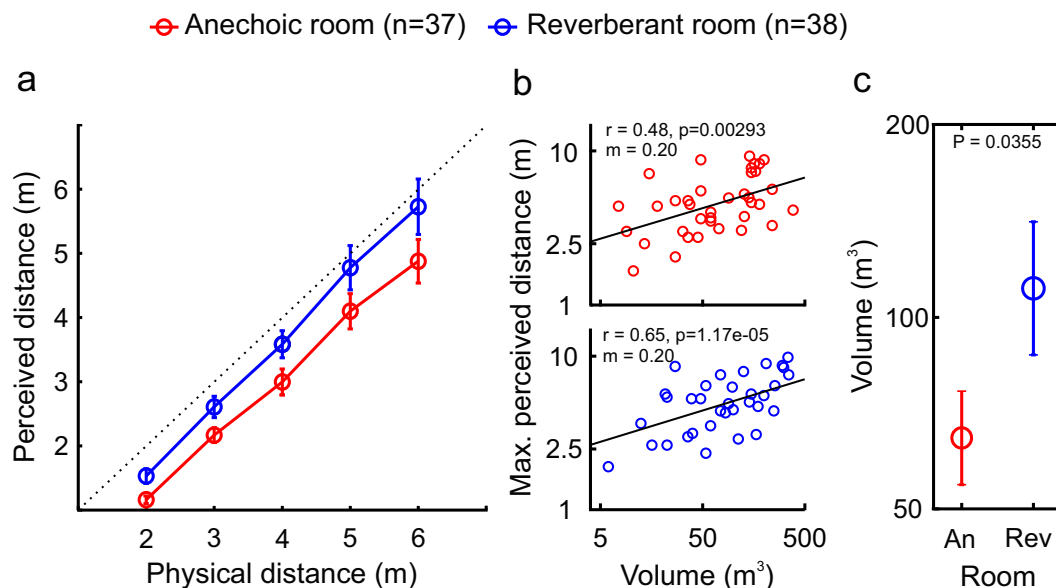 Anechoic room (n=37) Reverberant room (n=38)
a
Perceived distance (m)
6
5
4
3
2
2 3 4 5 6
Physical distance (m)
b
Max. perceived distance (m)
r = 0.48, p=0.00293
m = 0.20
10
2.5
1
r = 0.65, p=1.17e-05
m = 0.20
10
2.5
1
5 50 500
Volume (m³)
c
Volume (m³)
P = 0.0355
200
100
50
An Rev
Room